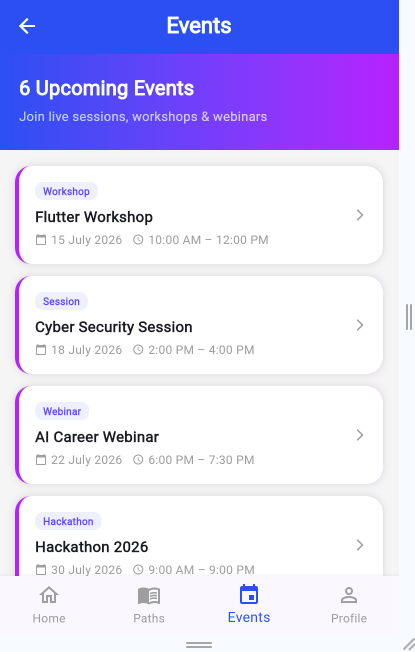 Events
6 Upcoming Events
Join live sessions, workshops & webinars
Workshop
Flutter Workshop
15 July 2026 10:00 AM – 12:00 PM
Session
Cyber Security Session
18 July 2026 2:00 PM – 4:00 PM
Webinar
AI Career Webinar
22 July 2026 6:00 PM – 7:30 PM
Hackathon
Hackathon 2026
30 July 2026 9:00 AM – 9:00 PM
Home Paths Events Profile